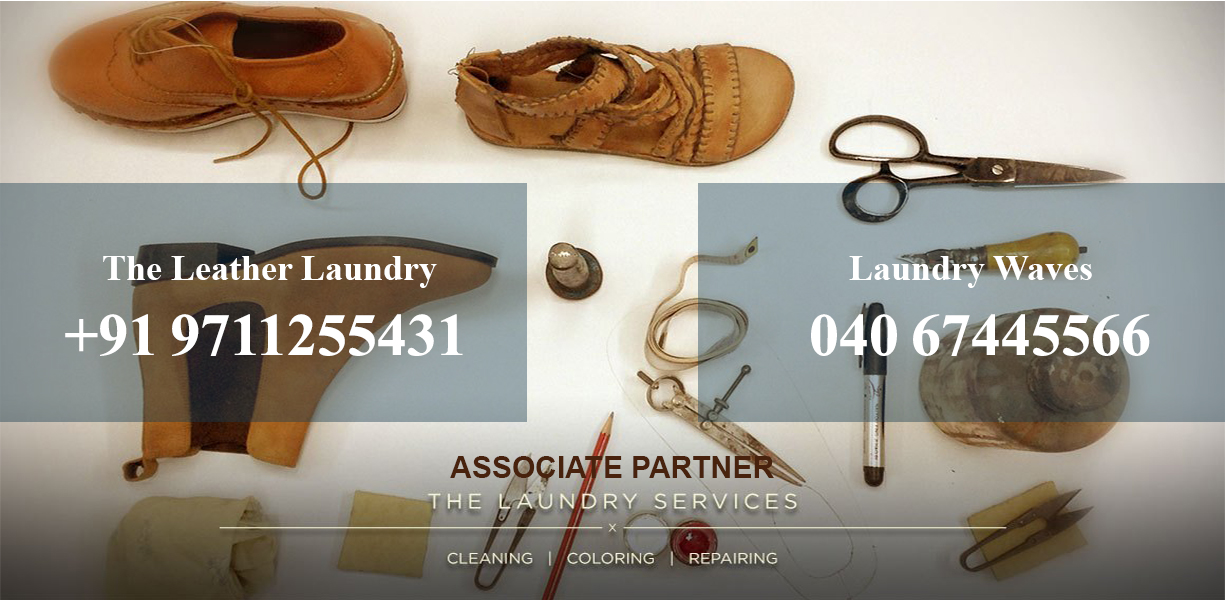 The Leather Laundry
+91 9711255431
Laundry Waves
040 67445566
ASSOCIATE PARTNER
THE LAUNDRY SERVICES
x
CLEANING | COLORING | REPAIRING